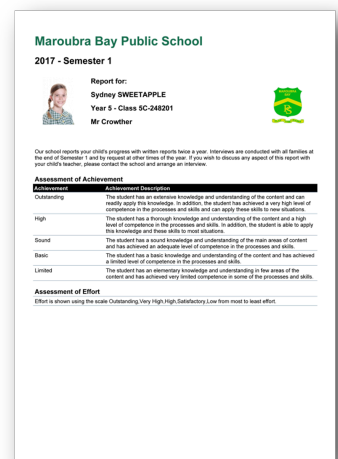 Maroubra Bay Public School
2017 - Semester 1
Report for:
Sydney SWEETAPPLE
Year 5 - Class 5C-248201
Mr Crowther
MAROUBRA
BAY
Our school reports your child's progress with written reports twice a year. Interviews are conducted with all families at
the end of Semester 1 and by request at other times of the year. If you wish to discuss any aspect of this report with
your child's teacher, please contact the school and arrange an interview.
Assessment of Achievement
Achievement Achievement Description
Outstanding The student has an extensive knowledge and understanding of the content and can
readily apply this knowledge. In addition, the student has achieved a very high level of
competence in the processes and skills and can apply these skills to new situations.
High The student has a thorough knowledge and understanding of the content and a high
level of competence in the processes and skills. In addition, the student is able to apply
this knowledge and these skills to most situations.
Sound The student has a sound knowledge and understanding of the main areas of content
and has achieved an adequate level of competence in the processes and skills.
Basic The student has a basic knowledge and understanding of the content and has achieved
a limited level of competence in the processes and skills.
Limited The student has an elementary knowledge and understanding in few areas of the
content and has achieved very limited competence in some of the processes and skills.
Assessment of Effort
Effort is shown using the scale Outstanding,Very High,High,Satisfactory,Low from most to least effort.